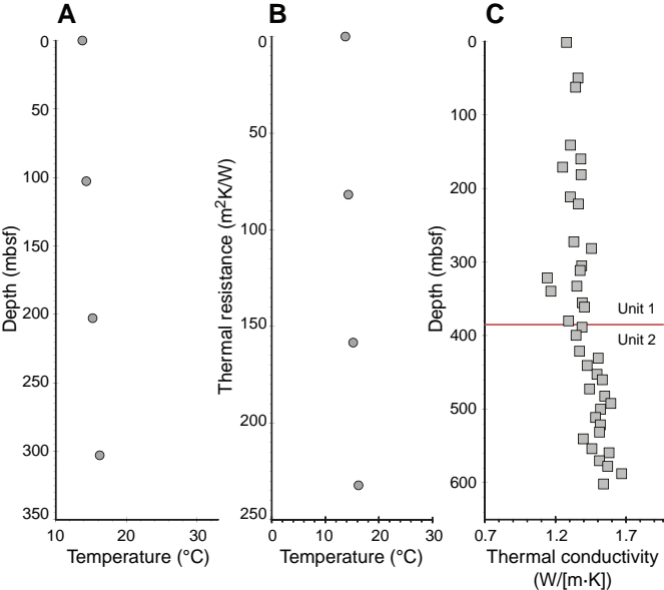 A
B
C
0
50
100
150
200
250
300
350
Depth (mbsf)
10
20
30
Temperature (°C)
0
50
100
150
200
250
Thermal resistance (m²K/W)
0
10
20
30
Temperature (°C)
0
100
200
300
400
500
600
Depth (mbsf)
Unit 1
Unit 2
0.7
1.2
1.7
Thermal conductivity
(W/[m·K])